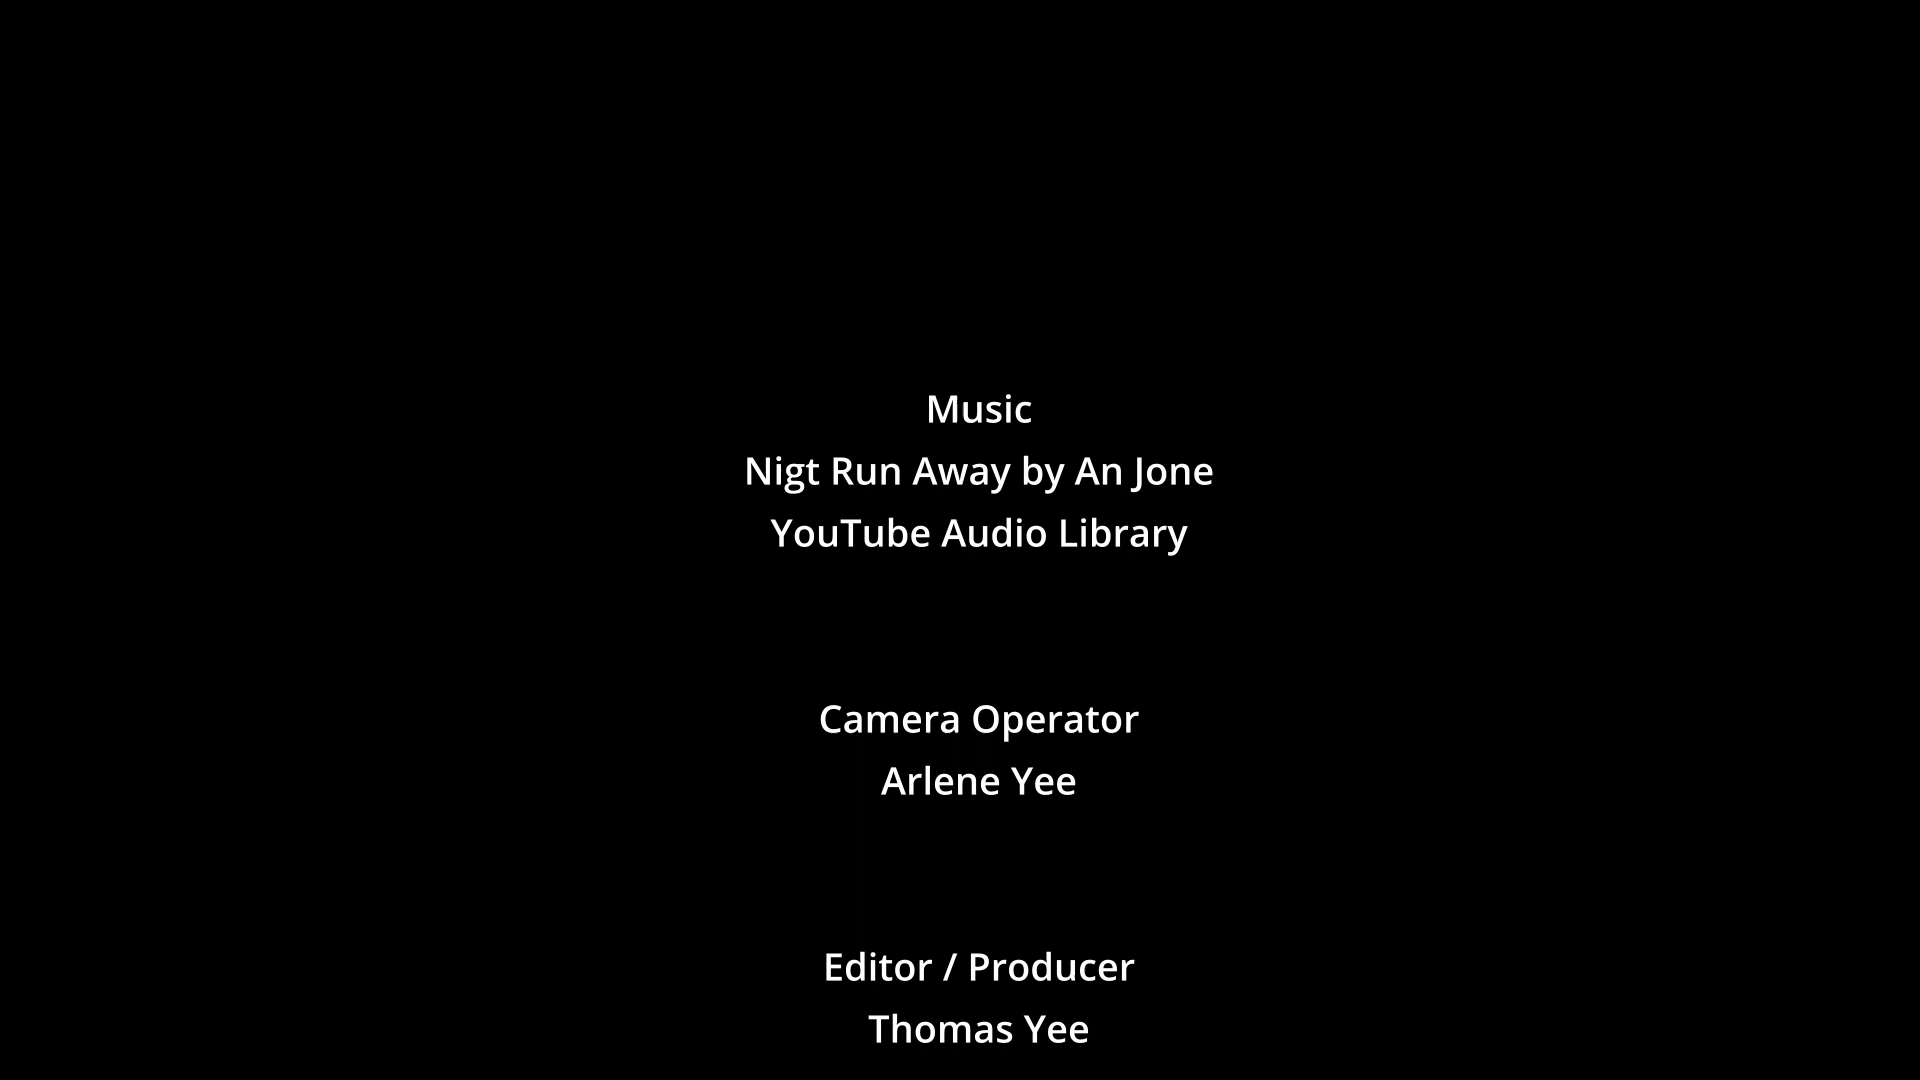 Music
Nigt Run Away by An Jone
YouTube Audio Library
Camera Operator
Arlene Yee
Editor / Producer
Thomas Yee